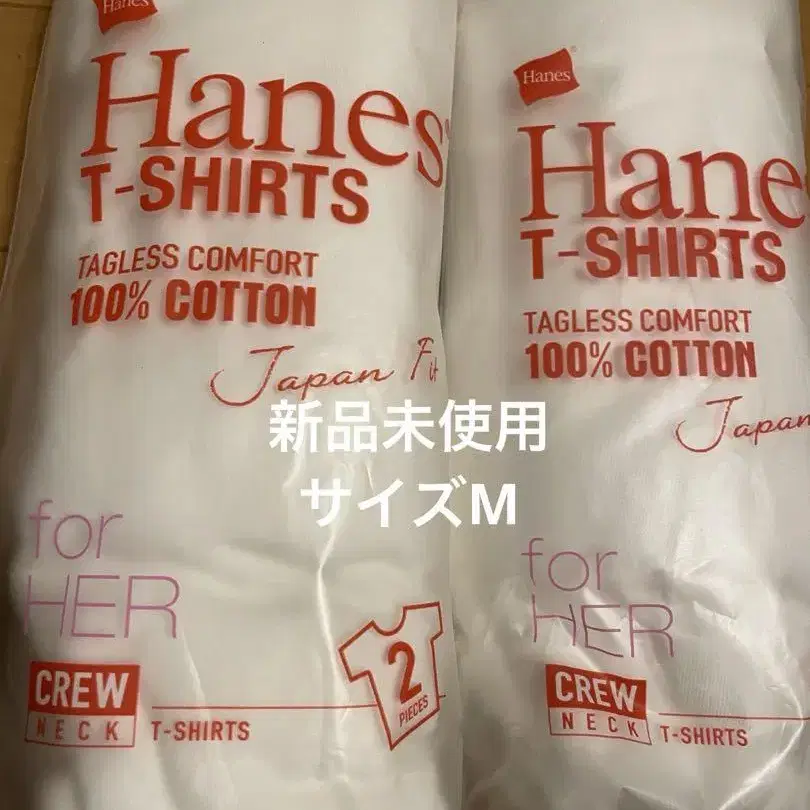 Hanes
Hanes
T-SHIRTS
TAGLESS COMFORT
100% COTTON
Japan Fit
for
HER
CREW
NECK
T-SHIRTS
2
PIECES
Hanes
Hane
T-SHIRTS
TAGLESS COMFORT
100% COTTON
Japan
for
HER
CREW
NECK
T-SHIRTS
新品未使用
サイズM